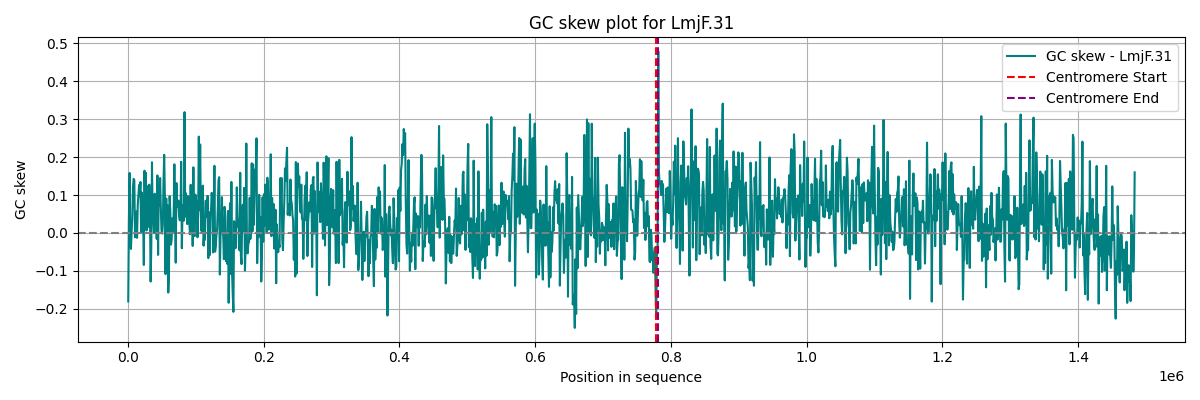 GC skew plot for LmjF.31
GC skew - LmjF.31
Centromere Start
Centromere End
GC skew
0.5
0.4
0.3
0.2
0.1
0.0
−0.1
−0.2
0.0 0.2 0.4 0.6 0.8 1.0 1.2 1.4
1e6
Position in sequence